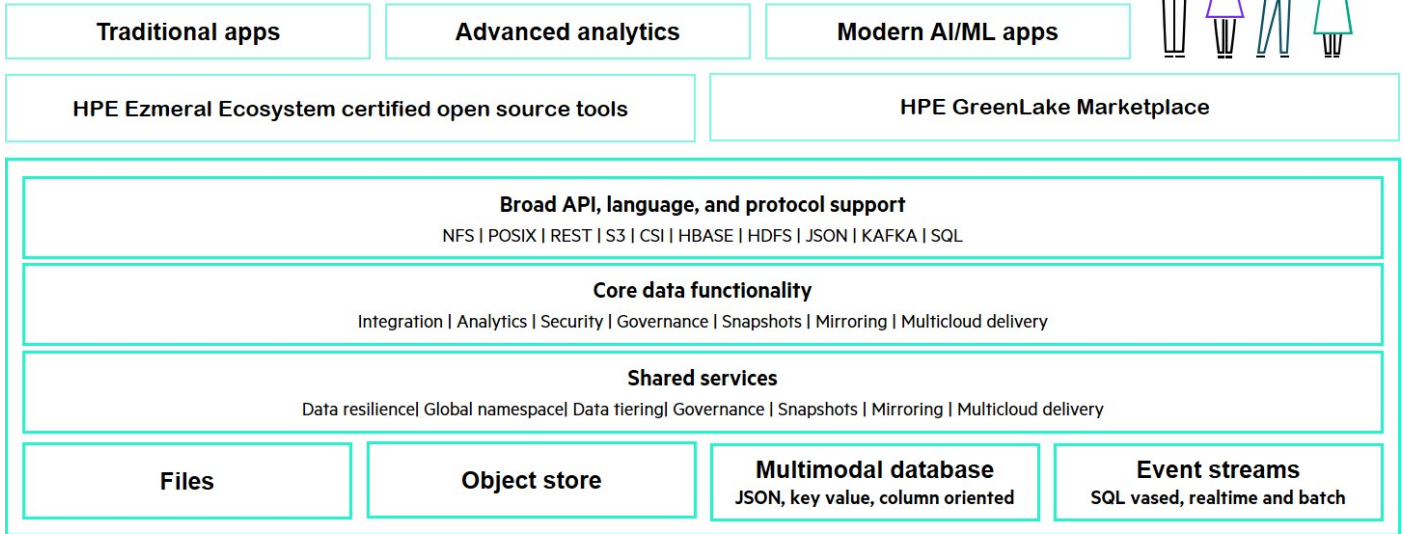 Traditional apps
Advanced analytics
Modern AI/ML apps
HPE Ezmeral Ecosystem certified open source tools
HPE GreenLake Marketplace
Broad API, language, and protocol support
NFS | POSIX | REST | S3 | CSI | HBASE | HDFS | JSON | KAFKA | SQL
Core data functionality
Integration | Analytics | Security | Governance | Snapshots | Mirroring | Multicloud delivery
Shared services
Data resilience| Global namespace| Data tiering| Governance | Snapshots | Mirroring | Multicloud delivery
Files
Object store
Multimodal database
JSON, key value, column oriented
Event streams
SQL vased, realtime and batch